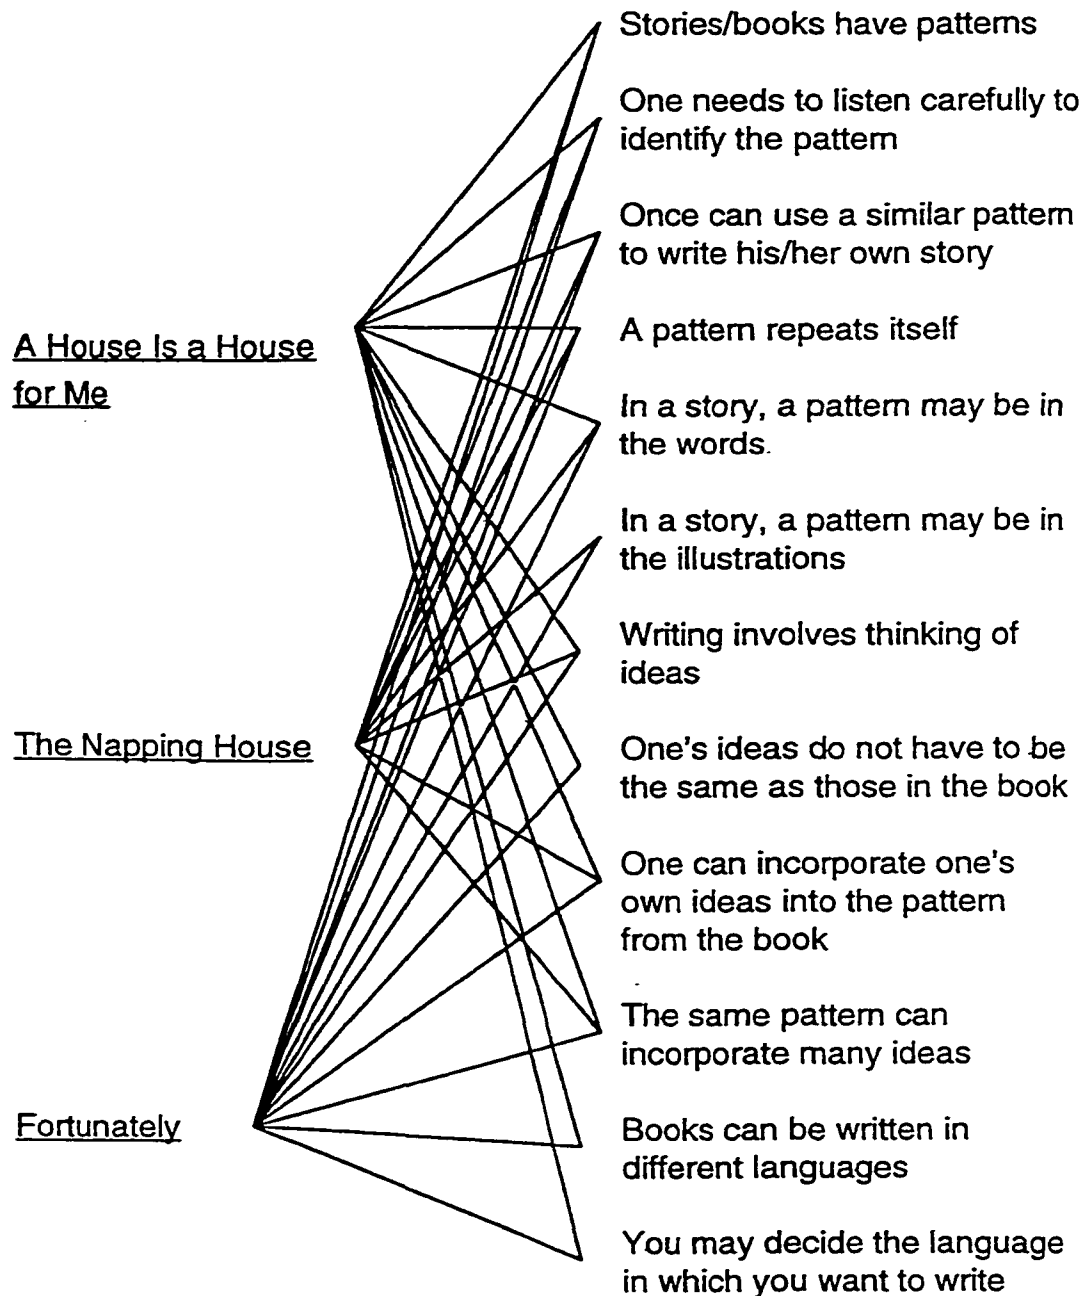 Stories/books have patterns
One needs to listen carefully to
identify the pattern
Once can use a similar pattern
to write his/her own story
A House Is a House
for Me
A pattern repeats itself
In a story, a pattern may be in
the words.
In a story, a pattern may be in
the illustrations
Writing involves thinking of
ideas
The Napping House
One's ideas do not have to be
the same as those in the book
One can incorporate one's
own ideas into the pattern
from the book
The same pattern can
incorporate many ideas
Fortunately
Books can be written in
different languages
You may decide the language
in which you want to write